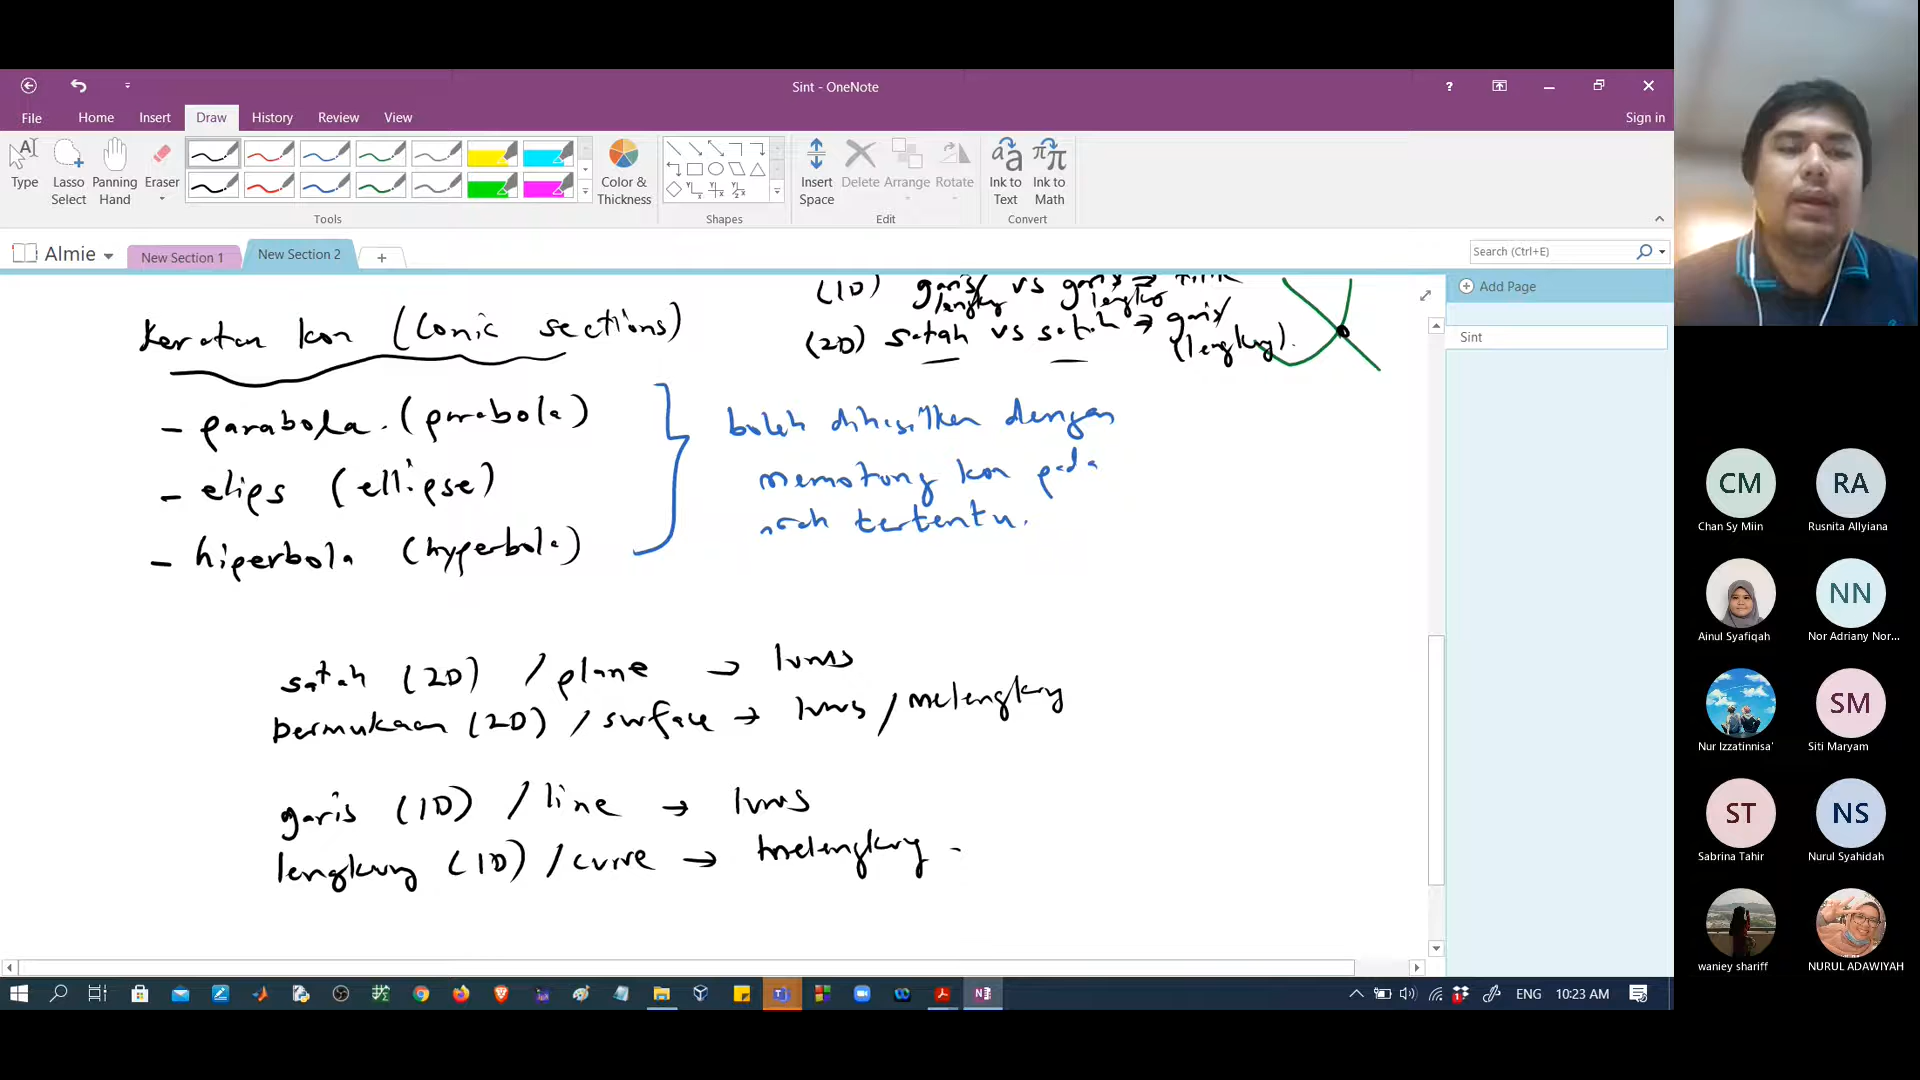 Sint - OneNote
?
File Home Insert Draw History Review View
Sign in
Type
Lasso Select
Panning Hand
Eraser
Color & Thickness
Insert Space
Delete Arrange Rotate
Ink to Text
Ink to Math
Tools Shapes Edit Convert
Almie New Section 1 New Section 2 +
Search (Ctrl+E)
Add Page
Sint
(1D) garis/ vs garis/ →
lengkung lengkung
(2D) satah vs satah → garis/
(lengkung).
Keratan kon (Conic sections)
- parabola. (parabola)
- elips (ellipse)
- hiperbola (hyperbola)
boleh dihasilkan dengan
memotong kon pada
arah tertentu.
satah (2D) / plane → lurus
permukaan (2D) / surface → lurus / melengkung
garis (1D) / line → lurus
lengkung (1D) / curve → melengkung.
CM RA
Chan Sy Miin Rusnita Allyiana
NN
Ainul Syafiqah Nor Adriany Nor...
SM
Nur Izzatinnisa' Siti Maryam
ST NS
Sabrina Tahir Nurul Syahidah
waniey shariff NURUL ADAWIYAH
ENG 10:23 AM